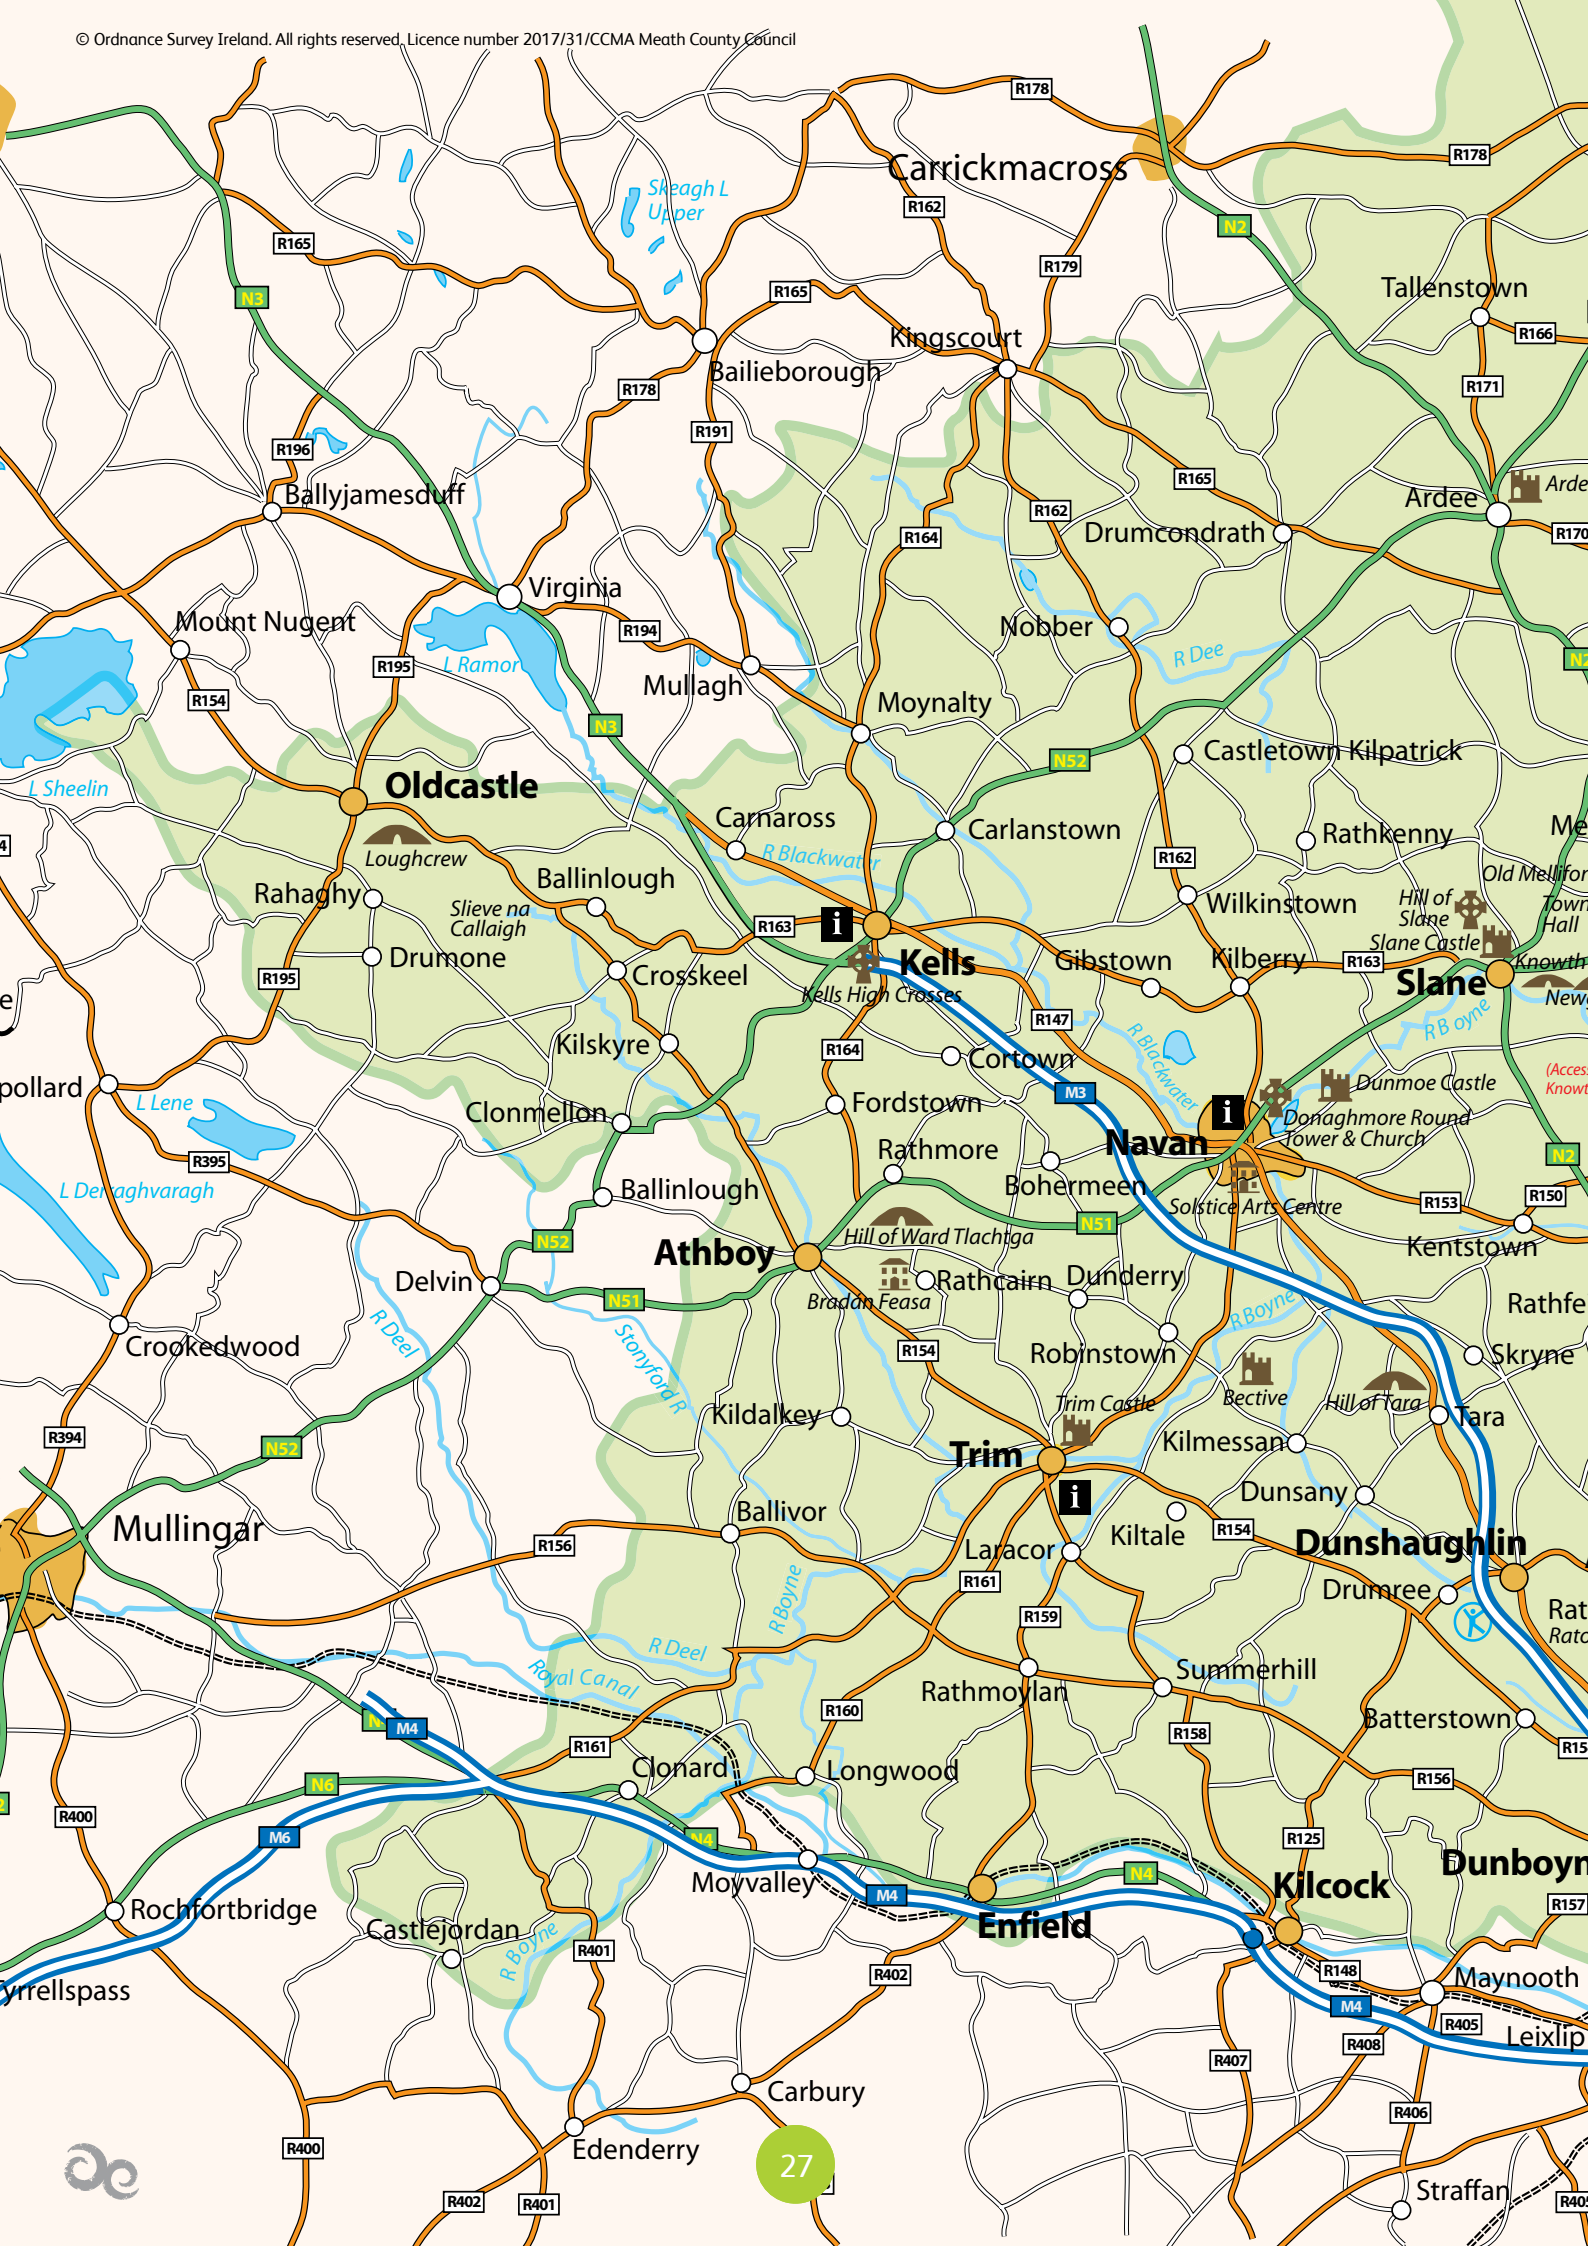 © Ordnance Survey Ireland. All rights reserved. Licence number 2017/31/CCMA Meath County Council
R178
Carrickmacross
R178
Skeagh L
Upper
R162
N2
R165
R179
N3
R165
Tallenstown
R166
Kingscourt
Bailieborough
R178
R171
R191
R196
R165
Ballyjamesduff
Ardee
R162
R164
Drumcondrath
R170
Virginia
Mount Nugent
R194
Nobber
R Dee
R195
L Ramor
Mullagh
R154
Moynalty
N3
N52
Castletown Kilpatrick
L Sheelin
Oldcastle
Carnaross
Carlanstown
Rathkenny
Loughcrew
R Blackwater
R162
Ballinlough
Rahaghy
Slieve na
Callaigh
Wilkinstown
Hill of
Slane
Town
Hall
R163
i
Slane Castle
Drumone
Crosskeel
Kells
Gibstown
Kilberry
R163
Knowth
R195
Slane
Kells High Crosses
R147
R Boyne
Kilskyre
R164
Cortown
R Blackwater
L Lene
Clonmellon
Fordstown
M3
Dunmoe Castle
i
Donaghmore Round
Tower & Church
Navan
Rathmore
N2
R395
L Derraghvaragh
Ballinlough
Bohermeen
Solstice Arts Centre
R153
R150
N51
N52
Hill of Ward Tlachtga
Kentstown
Athboy
Delvin
Rathcairn
Dunderry
N51
Bradán Feasa
R Boyne
R Deel
Stonyford R
Crookedwood
R154
Robinstown
Skryne
Bective
Hill of Tara
Trim Castle
Kildalkey
Tara
R394
N52
Trim
Kilmessan
i
Dunsany
Mullingar
Ballivor
Kiltale
R154
Dunshaughlin
R156
Laracor
R161
Drumree
R Boyne
R159
R Deel
Royal Canal
Summerhill
Rathmoylan
R160
Batterstown
M4
R158
R161
Clonard
Longwood
N6
R156
R400
M6
N4
R125
Dunboyn
Moyvalley
M4
N4
Kilcock
R157
Rochfortbridge
Enfield
Castlejordan
R Boyne
R401
R402
R148
Maynooth
yrrellspass
M4
R405
Leixlip
R408
R407
Carbury
R406
Edenderry
R400
27
Straffan
R402
R401